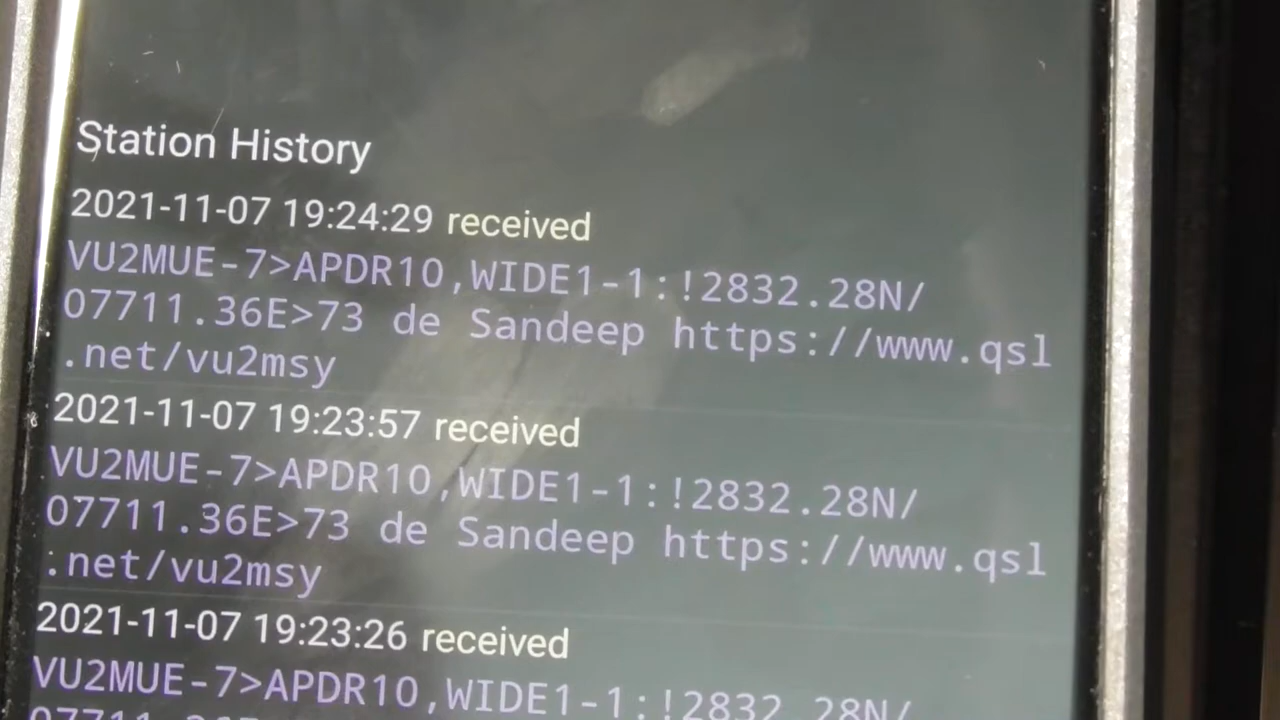 Station History
2021-11-07 19:24:29 received
VU2MUE-7>APDR10,WIDE1-1:!2832.28N/
07711.36E>73 de Sandeep https://www.qsl
.net/vu2msy
2021-11-07 19:23:57 received
VU2MUE-7>APDR10,WIDE1-1:!2832.28N/
07711.36E>73 de Sandeep https://www.qsl
.net/vu2msy
2021-11-07 19:23:26 received
VU2MUE-7>APDR10,WIDE1-1:!2832.28N/